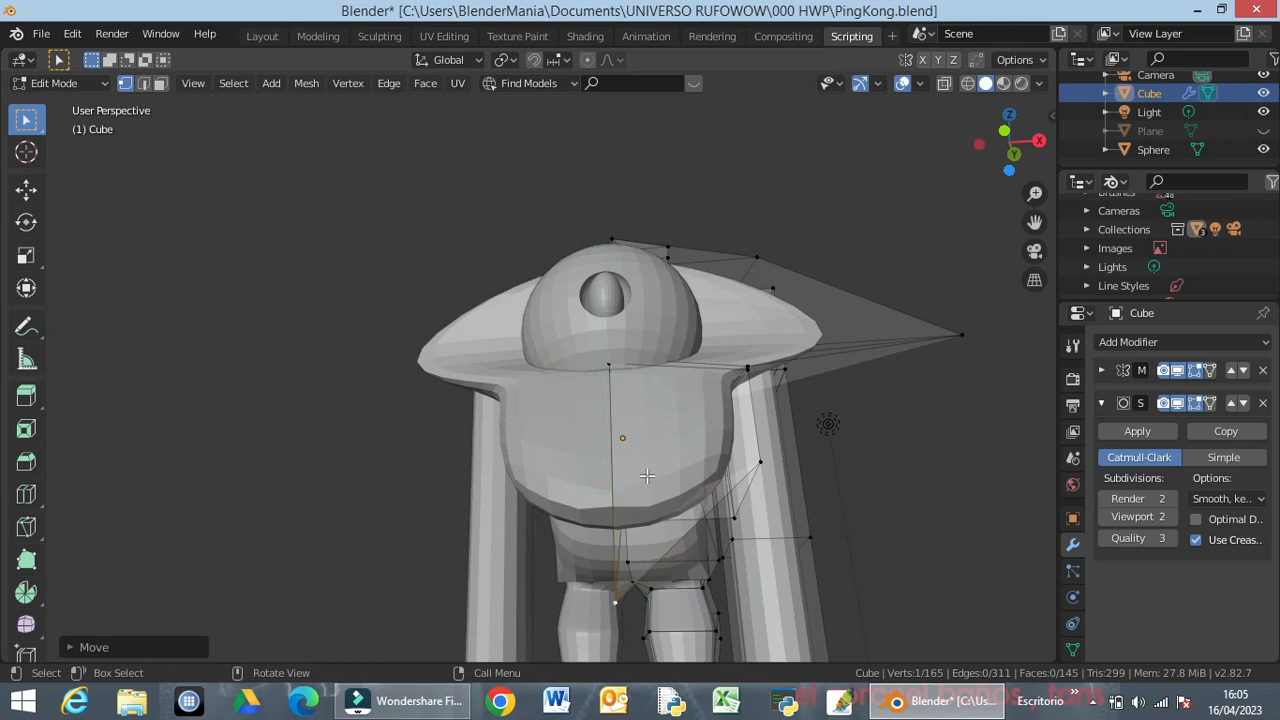 Blender* [C:\Users\BlenderMania\Documents\UNIVERSO RUFOWOW\000 HWP\PingKong.blend]
File Edit Render Window Help Layout Modeling Sculpting UV Editing Texture Paint Shading Animation Rendering Compositing Scripting + Scene View Layer
Global X Y Z Options
Edit Mode View Select Add Mesh Vertex Edge Face UV Find Models
User Perspective
(1) Cube
Z
X
Y
Camera
Cube
Light
Plane
Sphere
Cameras
Collections 3
Images
Lights
Line Styles
Cube
Add Modifier
M
S
Apply Copy
Catmull-Clark Simple
Subdivisions: Options:
Render 2 Smooth, ke..
Viewport 2 Optimal D..
Quality 3 Use Creas..
Move
Select Box Select Rotate View Call Menu Cube | Verts:1/165 | Edges:0/311 | Faces:0/145 | Tris:299 | Mem: 27.8 MiB | v2.82.7
Wondershare Fi... Blender* [C:\Us... Escritorio 16:05
16/04/2023